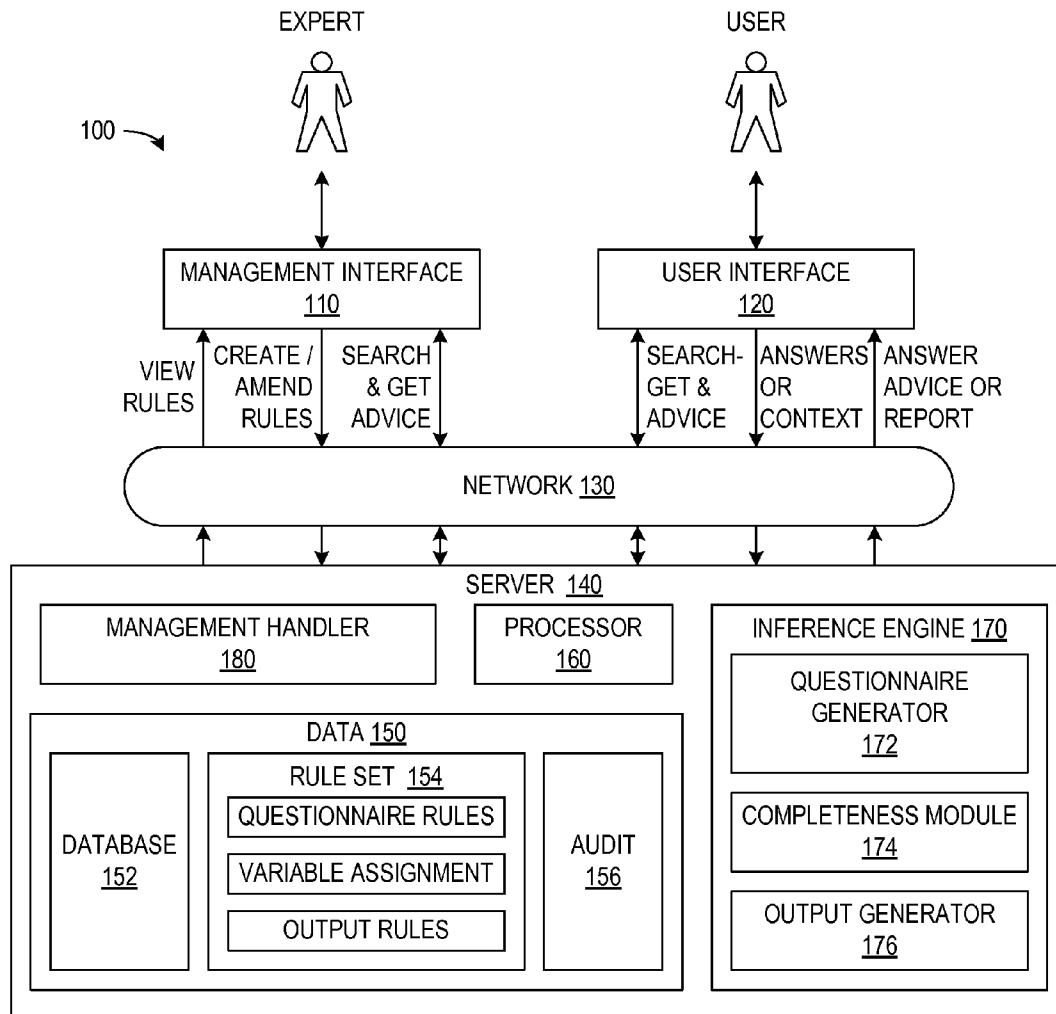 EXPERT
USER
100
MANAGEMENT INTERFACE
110
USER INTERFACE
120
VIEW
RULES
CREATE /
AMEND
RULES
SEARCH
& GET
ADVICE
SEARCH-
GET &
ADVICE
ANSWERS
OR
CONTEXT
ANSWER
ADVICE OR
REPORT
NETWORK 130
SERVER 140
MANAGEMENT HANDLER
180
PROCESSOR
160
INFERENCE ENGINE 170
QUESTIONNAIRE
GENERATOR
172
COMPLETENESS MODULE
174
OUTPUT GENERATOR
176
DATA 150
DATABASE
152
RULE SET 154
QUESTIONNAIRE RULES
VARIABLE ASSIGNMENT
OUTPUT RULES
AUDIT
156